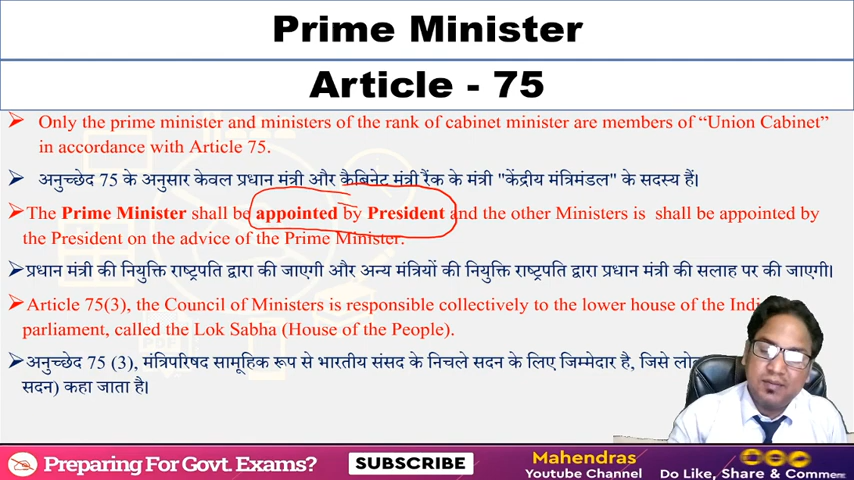 Prime Minister
Article - 75
➢ Only the prime minister and ministers of the rank of cabinet minister are members of “Union Cabinet”
in accordance with Article 75.
➢ अनुच्छेद 75 के अनुसार केवल प्रधान मंत्री और कैबिनेट मंत्री रैंक के मंत्री "केंद्रीय मंत्रिमंडल" के सदस्य हैं।
➢ The Prime Minister shall be appointed by President and the other Ministers is shall be appointed by
the President on the advice of the Prime Minister.
➢ प्रधान मंत्री की नियुक्ति राष्ट्रपति द्वारा की जाएगी और अन्य मंत्रियों की नियुक्ति राष्ट्रपति द्वारा प्रधान मंत्री की सलाह पर की जाएगी।
➢ Article 75(3), the Council of Ministers is responsible collectively to the lower house of the
parliament, called the Lok Sabha (House of the People).
➢ अनुच्छेद 75 (3), मंत्रिपरिषद सामूहिक रूप से भारतीय संसद के निचले सदन के लिए जिम्मेदार है, जिसे
सदन) कहा जाता है।
Preparing For Govt. Exams? SUBSCRIBE Mahendras
Youtube Channel Do Like, Share & Comme